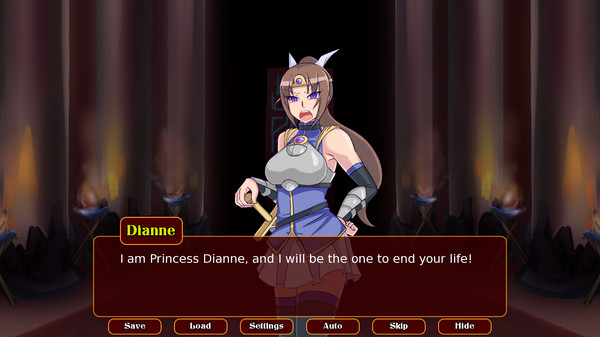 Dianne
I am Princess Dianne, and I will be the one to end your life!
Save Load Settings Auto Skip Hide